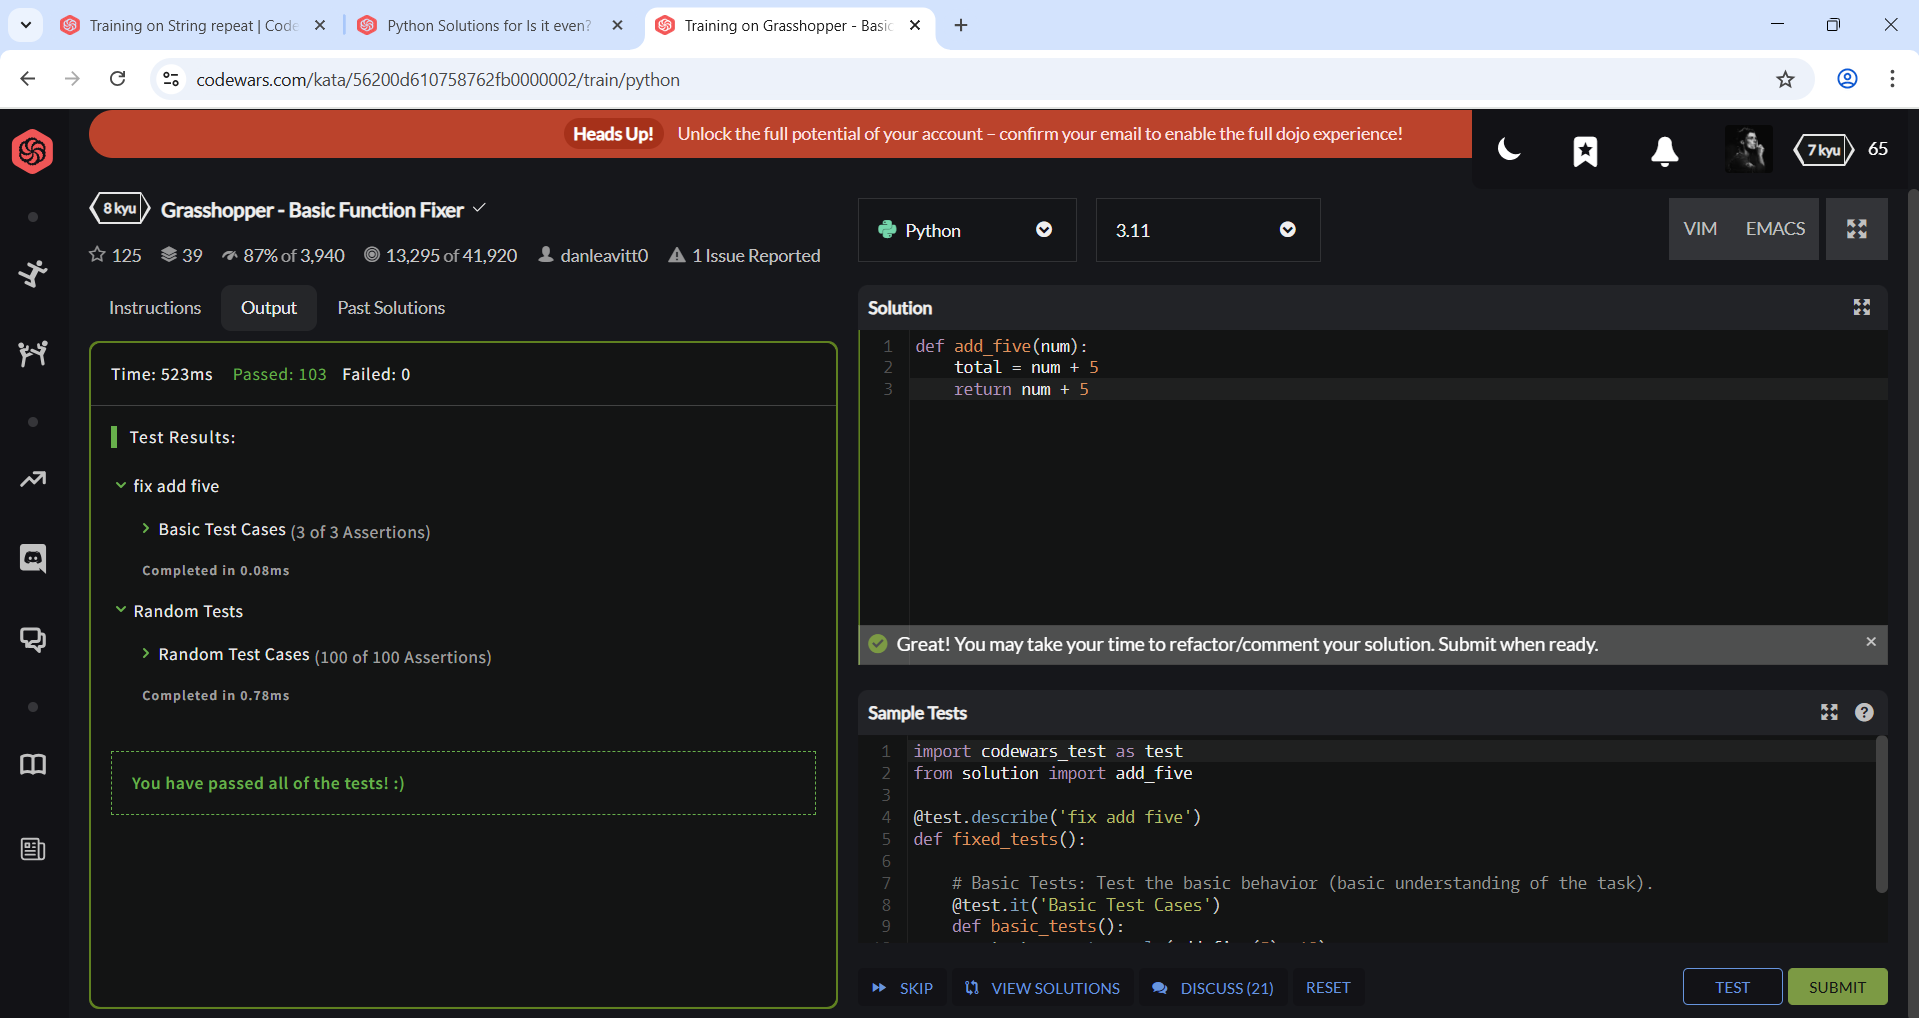 Training on String repeat | Code
Python Solutions for Is it even?
Training on Grasshopper - Basic
codewars.com/kata/56200d610758762fb0000002/train/python
Heads Up! Unlock the full potential of your account – confirm your email to enable the full dojo experience!
7 kyu 65
8 kyu Grasshopper - Basic Function Fixer
125 39 87% of 3,940 13,295 of 41,920 danleavitt0 1 Issue Reported
Python
3.11
VIM EMACS
Instructions Output Past Solutions
Time: 523ms Passed: 103 Failed: 0
Test Results:
fix add five
Basic Test Cases (3 of 3 Assertions)
Completed in 0.08ms
Random Tests
Random Test Cases (100 of 100 Assertions)
Completed in 0.78ms
You have passed all of the tests! :)
Solution
1 def add_five(num):
2     total = num + 5
3     return num + 5
Great! You may take your time to refactor/comment your solution. Submit when ready.
Sample Tests
1 import codewars_test as test
2 from solution import add_five
3
4 @test.describe('fix add five')
5 def fixed_tests():
6
7     # Basic Tests: Test the basic behavior (basic understanding of the task).
8     @test.it('Basic Test Cases')
9     def basic_tests():
SKIP VIEW SOLUTIONS DISCUSS (21) RESET
TEST SUBMIT